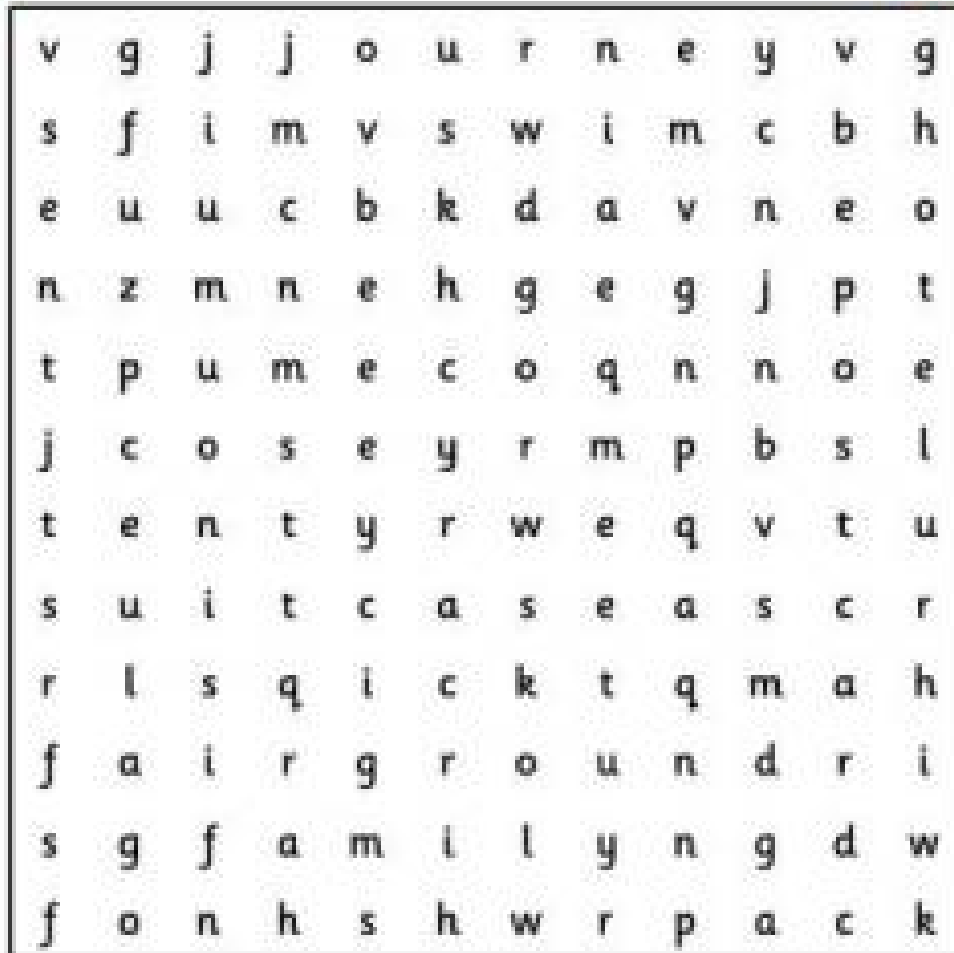 v g j j o u r n e y v g
s f i m v s w i m c b h
e u u c b k d a v n e o
n z m n e h g e g j p t
t p u m e c o q n n o e
j c o s e y r m p b s l
t e n t y r w e q v t u
s u i t c a s e a s c r
r l s q i c k t q m a h
f a i r g r o u n d r i
s g f a m i l y n g d w
f o n h s h w r p a c k